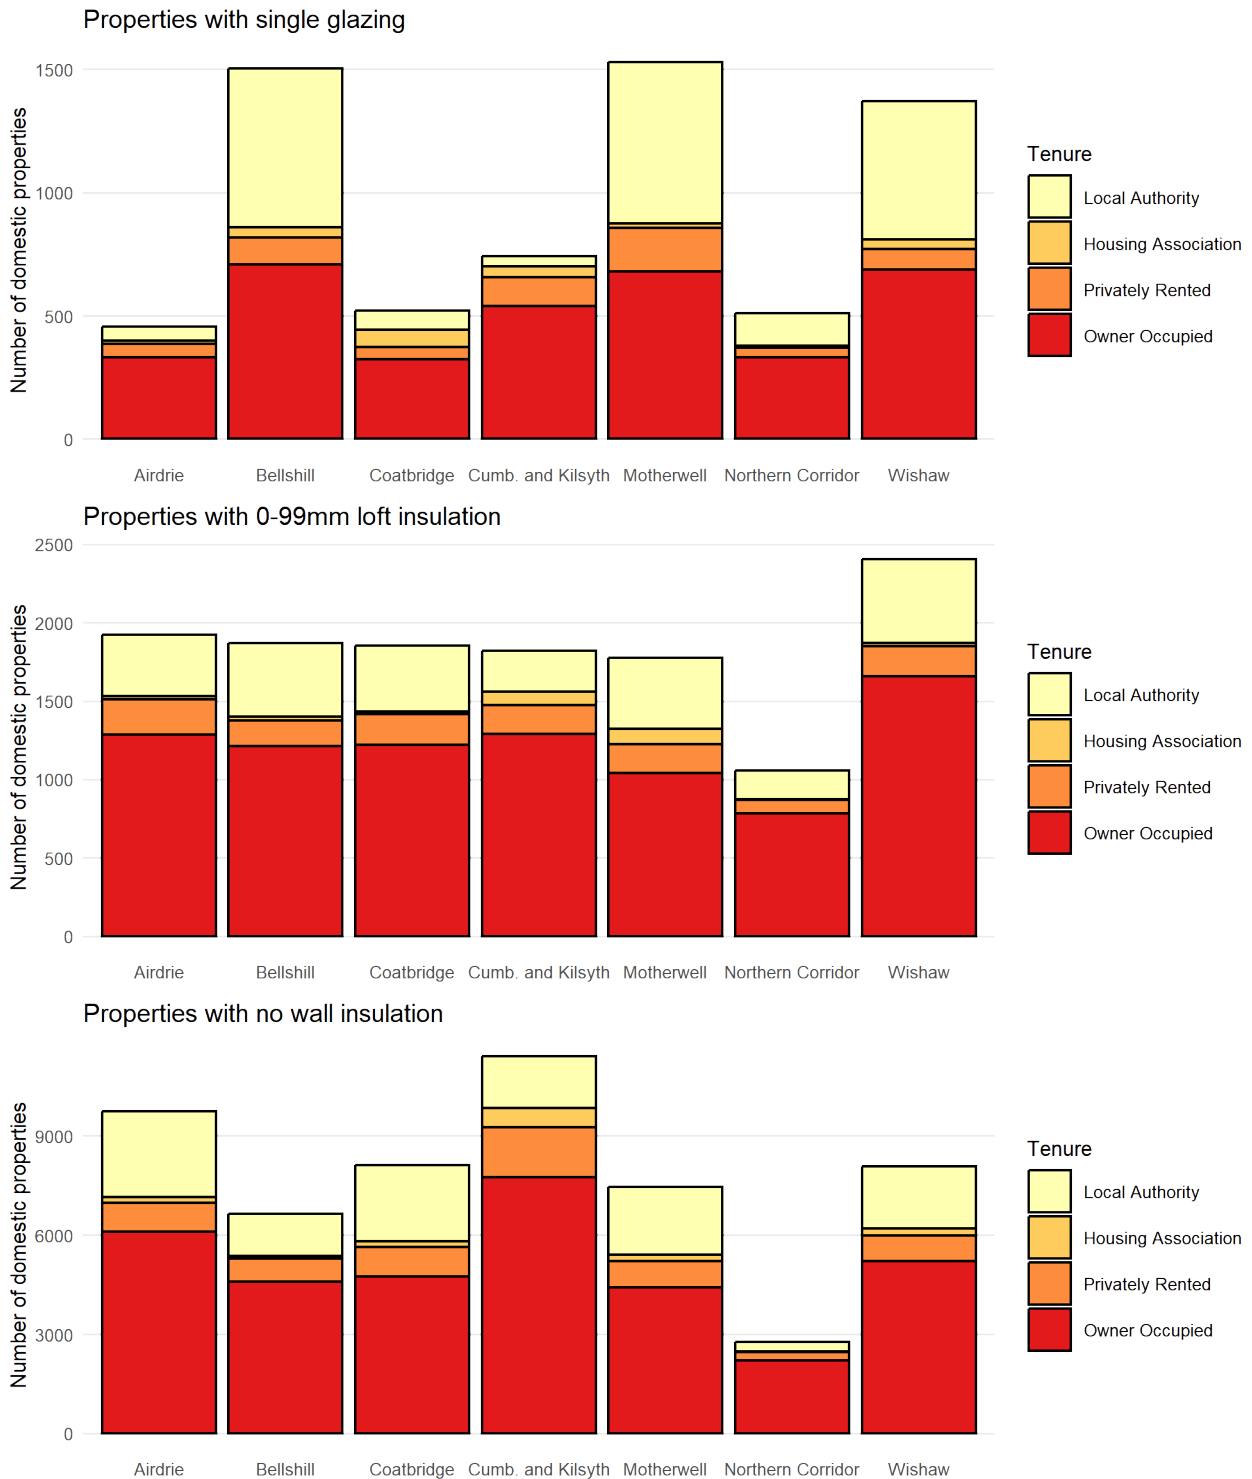 Properties with single glazing
Number of domestic properties
1500
1000
500
0
Airdrie Bellshill Coatbridge Cumb. and Kilsyth Motherwell Northern Corridor Wishaw
Tenure
Local Authority
Housing Association
Privately Rented
Owner Occupied
Properties with 0-99mm loft insulation
Number of domestic properties
2500
2000
1500
1000
500
0
Airdrie Bellshill Coatbridge Cumb. and Kilsyth Motherwell Northern Corridor Wishaw
Tenure
Local Authority
Housing Association
Privately Rented
Owner Occupied
Properties with no wall insulation
Number of domestic properties
9000
6000
3000
0
Airdrie Bellshill Coatbridge Cumb. and Kilsyth Motherwell Northern Corridor Wishaw
Tenure
Local Authority
Housing Association
Privately Rented
Owner Occupied